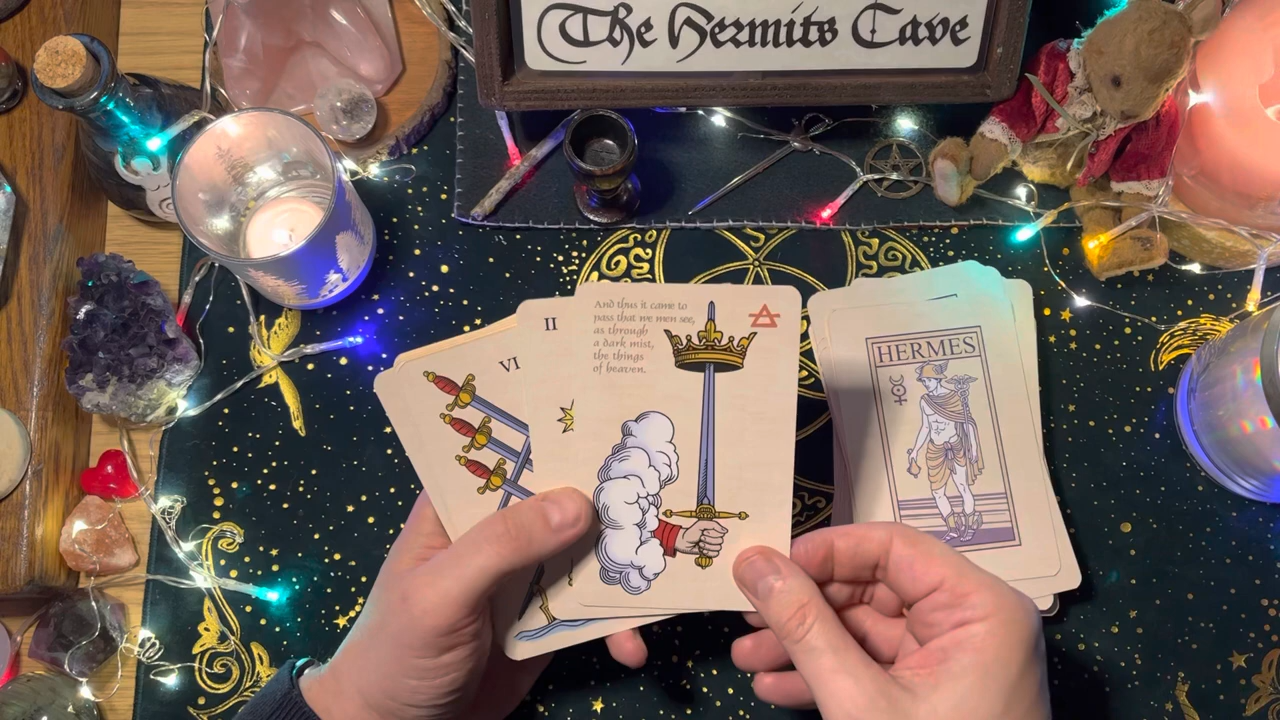 The Hermits Cave
And thus it came to
pass that we men see,
as through
a dark mist,
the things
of heaven.
II
VI
HERMES